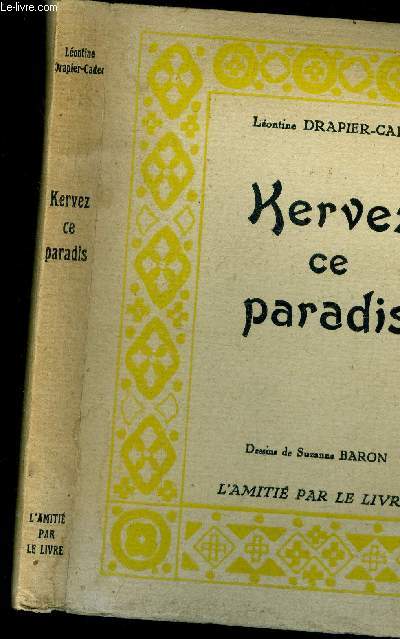 Le-livre.com
Léontine
Drapier-Cadec
Kervez
ce
paradis
L'AMITIÉ
PAR
LE LIVRE
Léontine DRAPIER-CA
Kervez
ce
paradis
Dessins de Suzanne BARON
L'AMITIÉ PAR LE LIVR